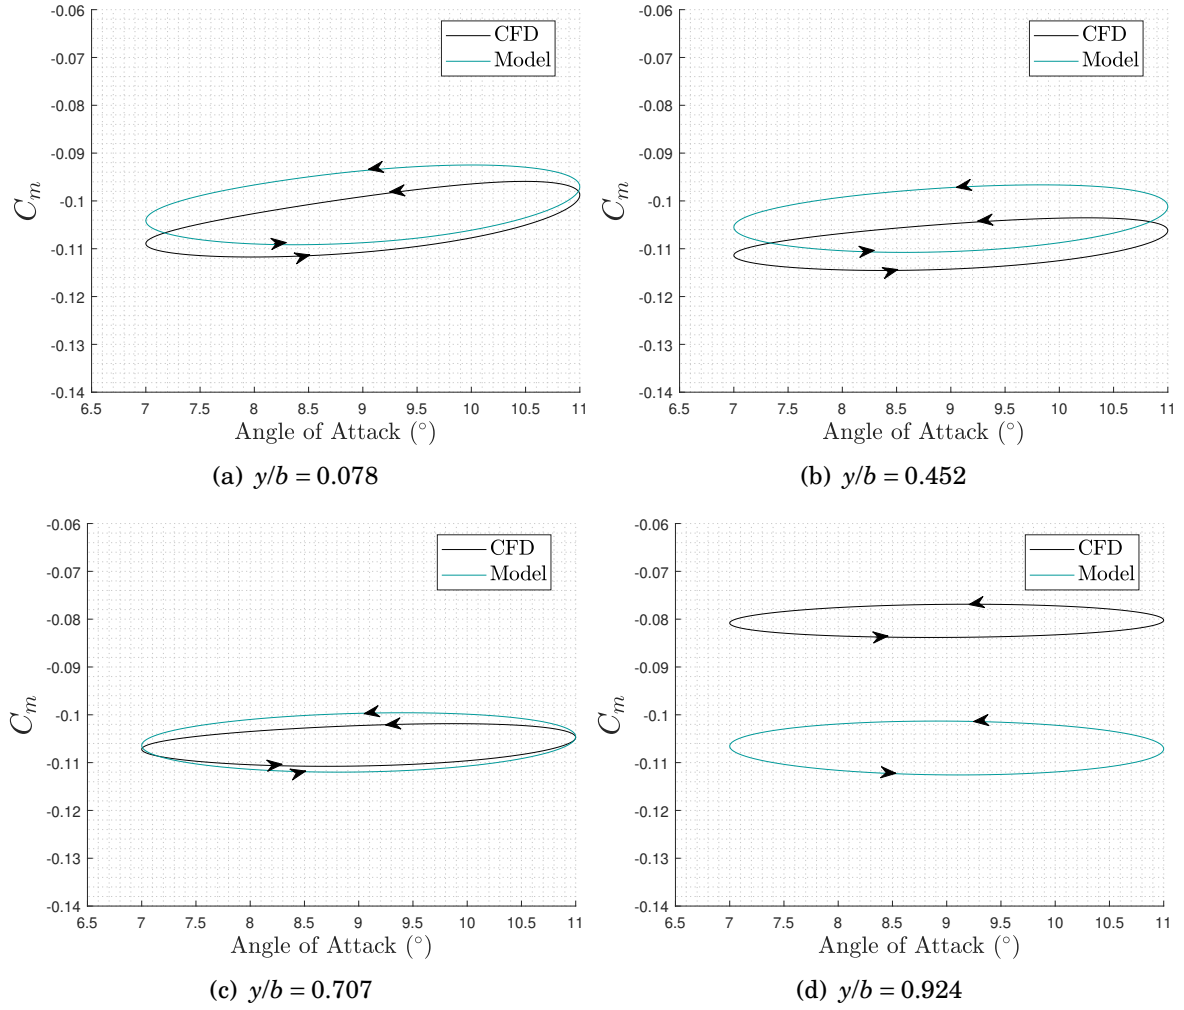 -0.06
-0.07
-0.08
-0.09
-0.1
-0.11
-0.12
-0.13
-0.14
C_m
CFD
Model
6.5 7 7.5 8 8.5 9 9.5 10 10.5 11
Angle of Attack (°)
(a) y/b = 0.078
-0.06
-0.07
-0.08
-0.09
-0.1
-0.11
-0.12
-0.13
-0.14
C_m
CFD
Model
6.5 7 7.5 8 8.5 9 9.5 10 10.5 11
Angle of Attack (°)
(b) y/b = 0.452
-0.06
-0.07
-0.08
-0.09
-0.1
-0.11
-0.12
-0.13
-0.14
C_m
CFD
Model
6.5 7 7.5 8 8.5 9 9.5 10 10.5 11
Angle of Attack (°)
(c) y/b = 0.707
-0.06
-0.07
-0.08
-0.09
-0.1
-0.11
-0.12
-0.13
-0.14
C_m
CFD
Model
6.5 7 7.5 8 8.5 9 9.5 10 10.5 11
Angle of Attack (°)
(d) y/b = 0.924